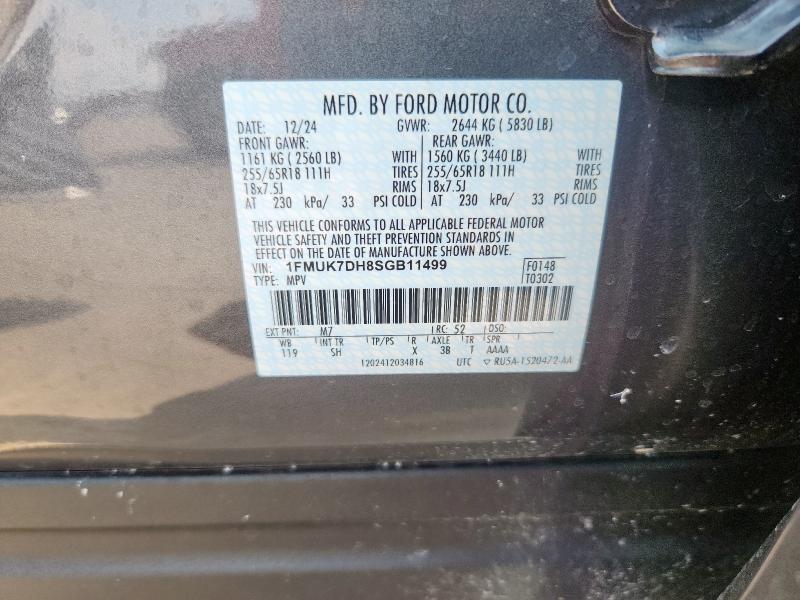 MFD. BY FORD MOTOR CO.
DATE: 12/24 GVWR: 2644 KG ( 5830 LB)
FRONT GAWR: REAR GAWR:
1161 KG ( 2560 LB) WITH 1560 KG ( 3440 LB) WITH
255/65R18 111H TIRES 255/65R18 111H TIRES
18x7.5J RIMS 18x7.5J RIMS
AT 230 kPa/ 33 PSI COLD AT 230 kPa/ 33 PSI COLD
THIS VEHICLE CONFORMS TO ALL APPLICABLE FEDERAL MOTOR
VEHICLE SAFETY AND THEFT PREVENTION STANDARDS IN
EFFECT ON THE DATE OF MANUFACTURE SHOWN ABOVE.
VIN: 1FMUK7DH8SGB11499 F0148
TYPE: MPV T0302
EXT PNT: M7 RC: 52 DSO:
WB INT TR TP/PS R AXLE TR SPR
119 SH X 3B T AAAA
1202412034816 UTC ▽ RU5A-1520472-AA